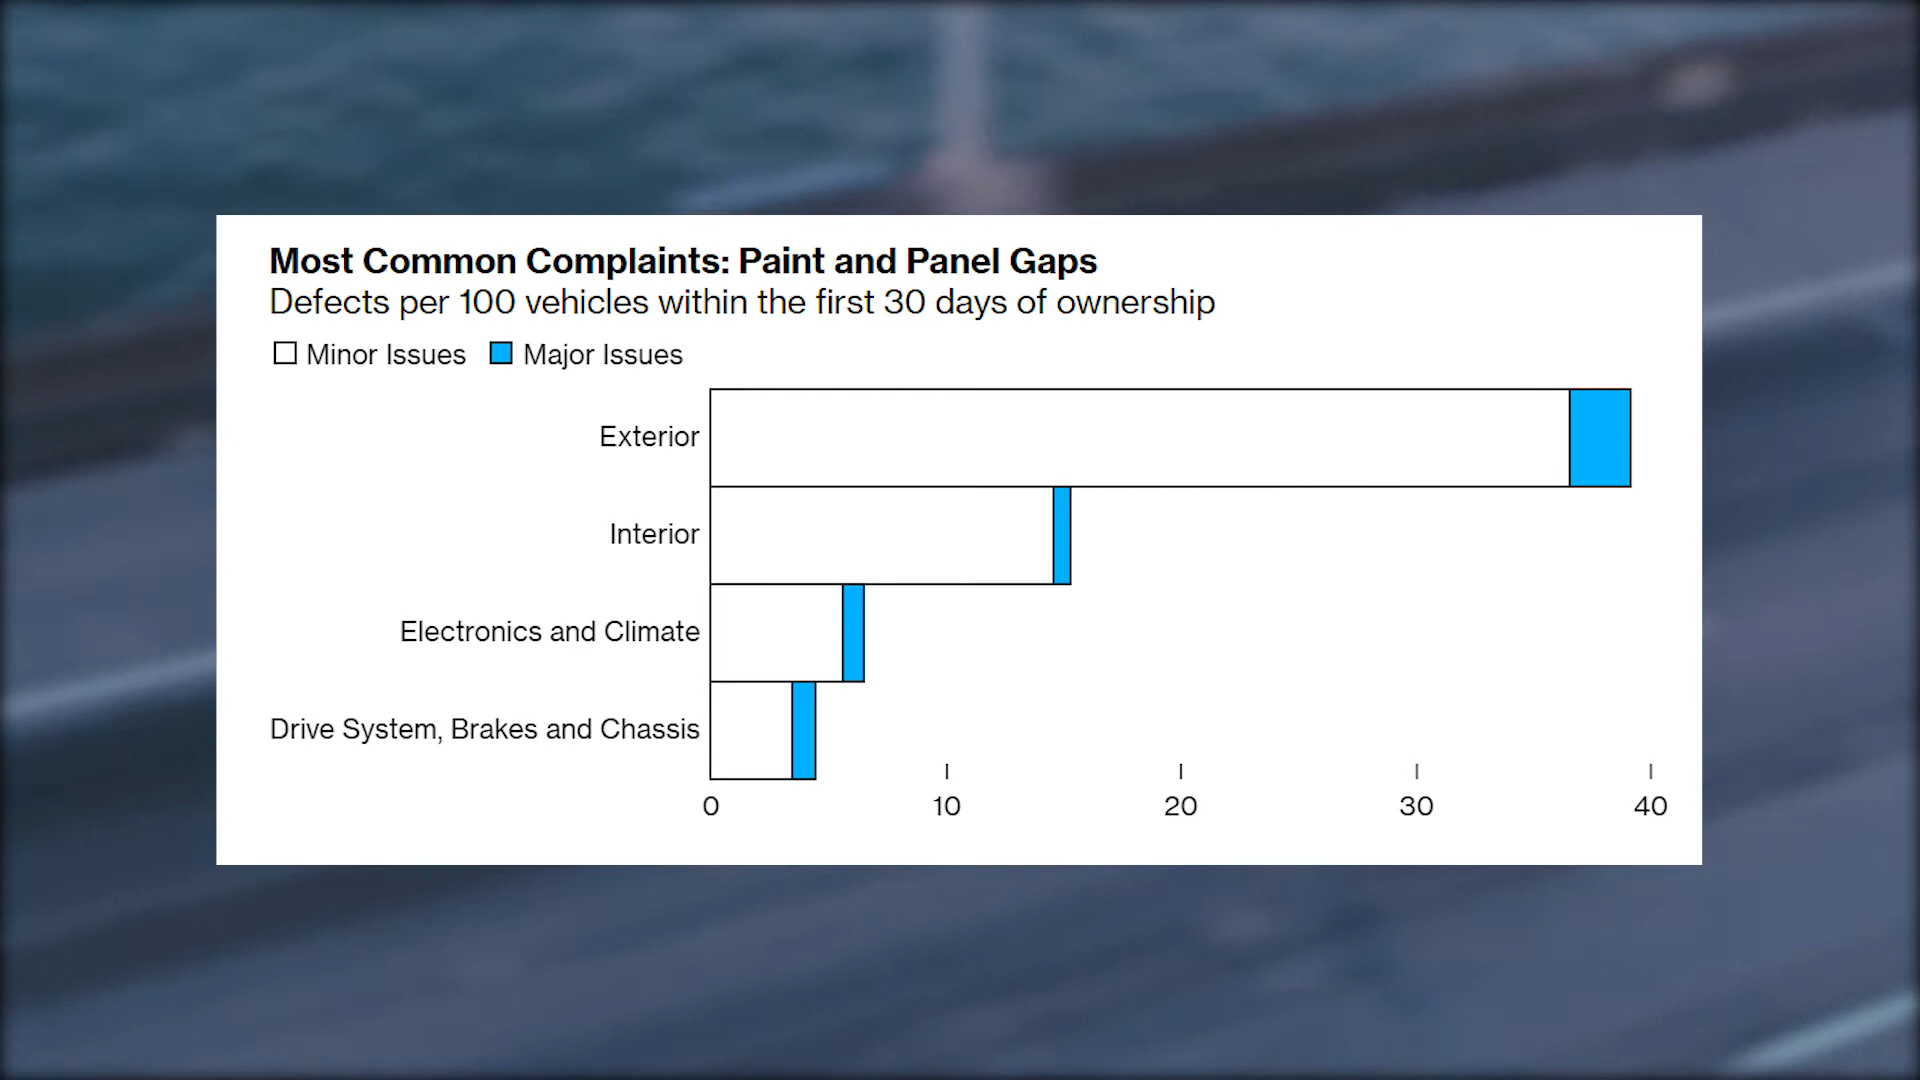 Most Common Complaints: Paint and Panel Gaps
Defects per 100 vehicles within the first 30 days of ownership
Minor Issues Major Issues
Exterior
Interior
Electronics and Climate
Drive System, Brakes and Chassis
0 10 20 30 40